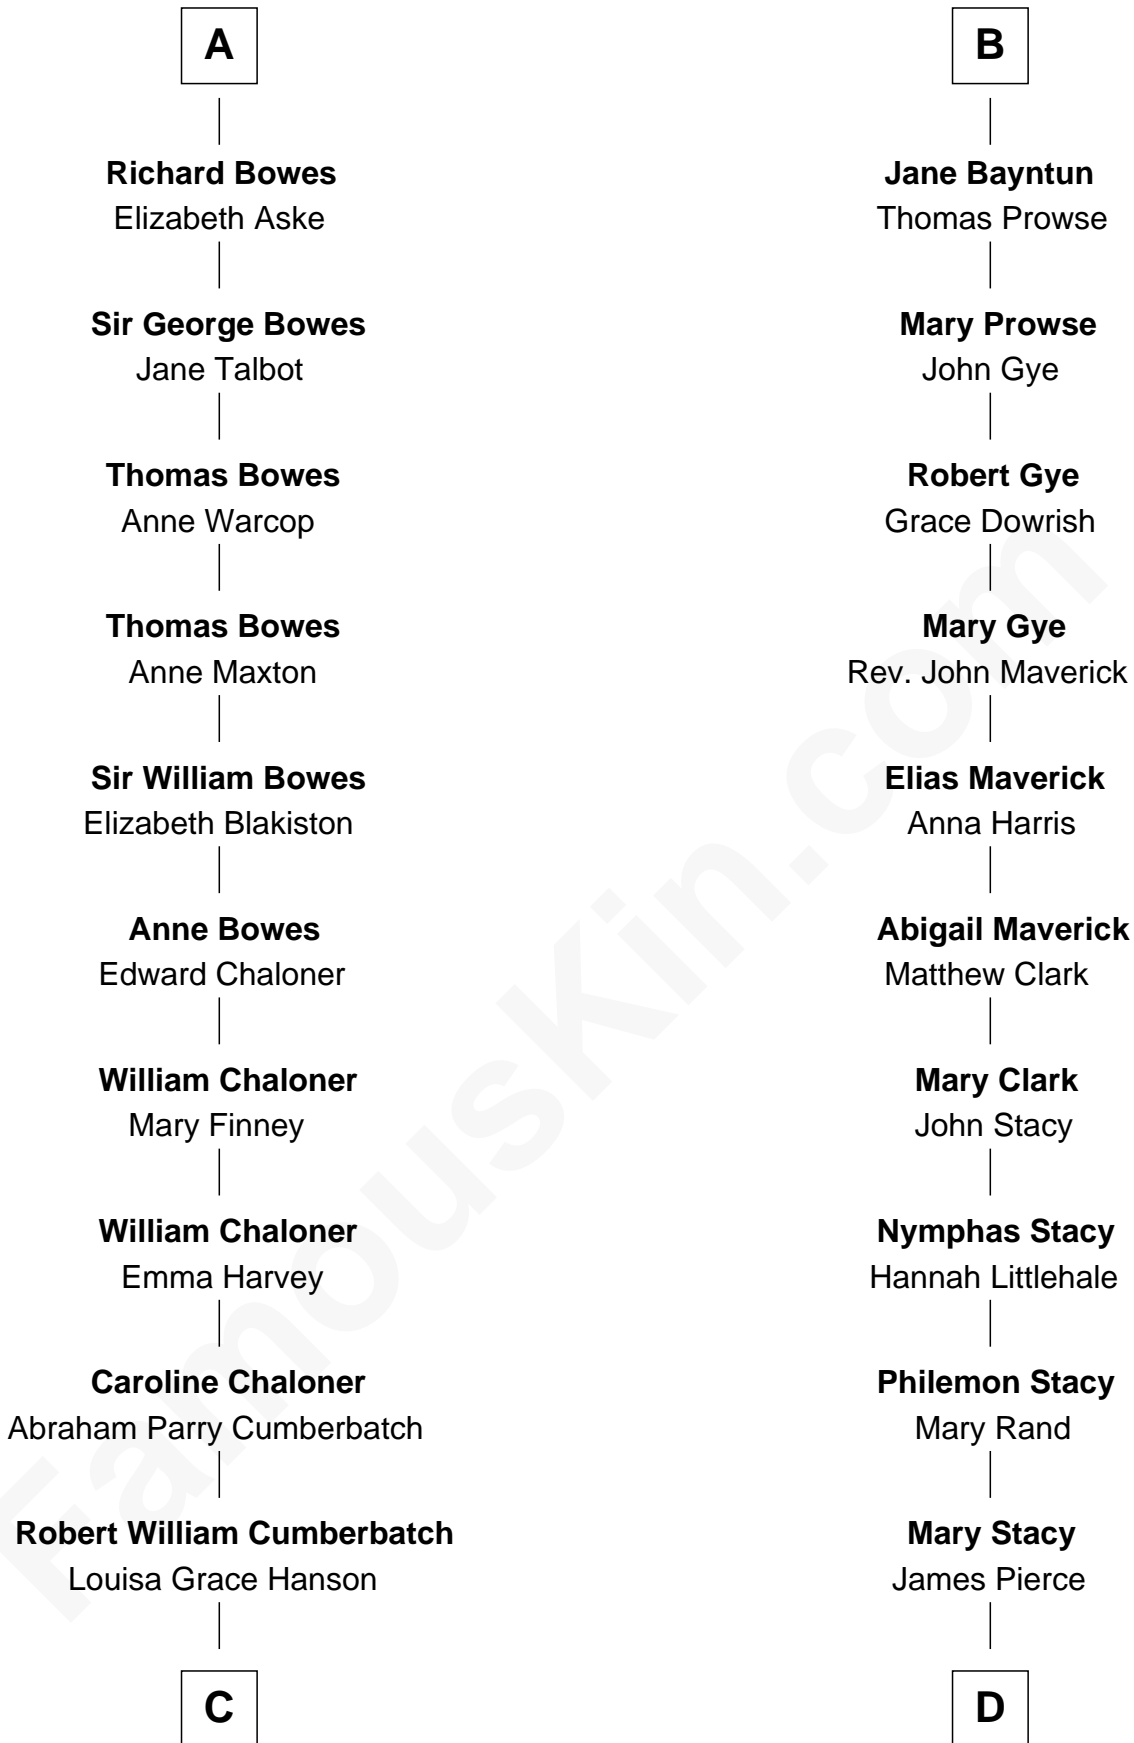 A
Richard Bowes
Elizabeth Aske
Sir George Bowes
Jane Talbot
Thomas Bowes
Anne Warcop
Thomas Bowes
Anne Maxton
Sir William Bowes
Elizabeth Blakiston
Anne Bowes
Edward Chaloner
William Chaloner
Mary Finney
William Chaloner
Emma Harvey
Caroline Chaloner
Abraham Parry Cumberbatch
Robert William Cumberbatch
Louisa Grace Hanson
C
B
Jane Bayntun
Thomas Prowse
Mary Prowse
John Gye
Robert Gye
Grace Dowrish
Mary Gye
Rev. John Maverick
Elias Maverick
Anna Harris
Abigail Maverick
Matthew Clark
Mary Clark
John Stacy
Nymphas Stacy
Hannah Littlehale
Philemon Stacy
Mary Rand
Mary Stacy
James Pierce
D
FamousKin.com